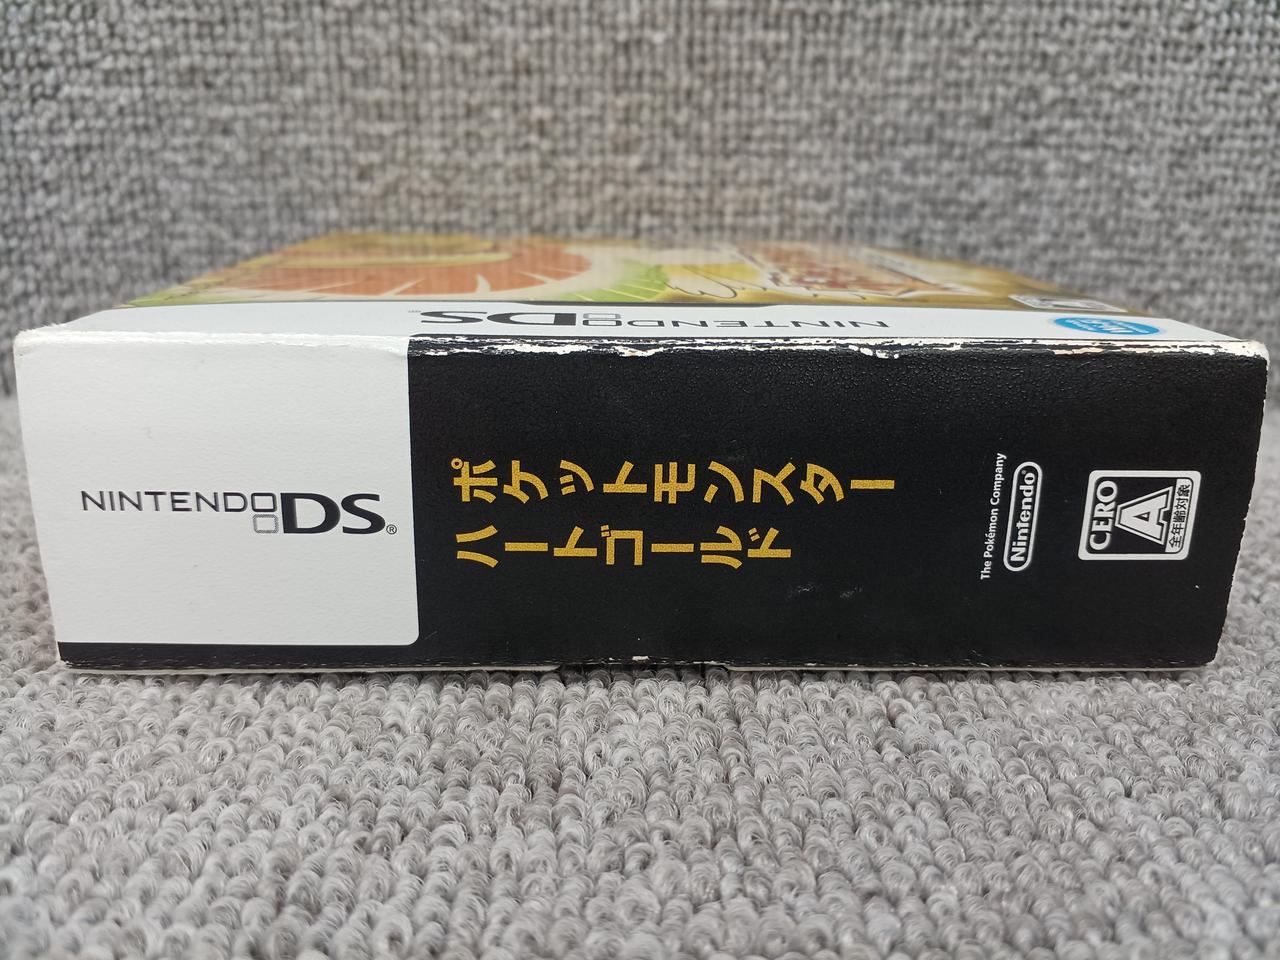 NINTENDO DS
NINTENDO DS®
ポケットモンスター
ハートゴールド
The Pokémon Company
Nintendo®
CERO
A
全年齢対象